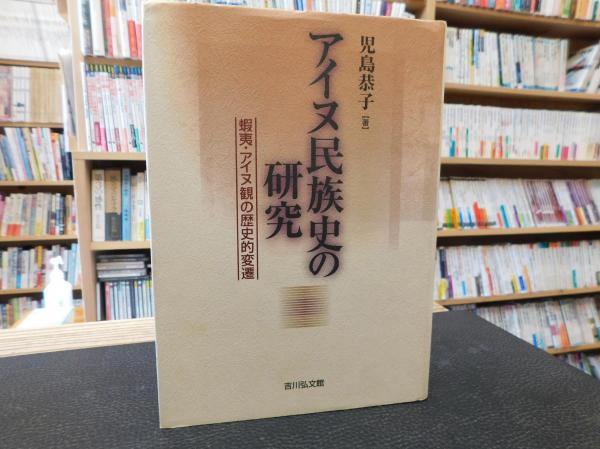 児島恭子[著]
アイヌ民族史の
研究
蝦夷・アイヌ観の歴史的変遷
吉川弘文館